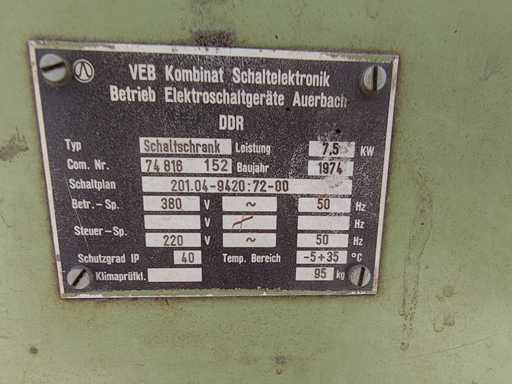 VEB Kombinat Schaltelektronik
Betrieb Elektroschaltgeräte Auerbach
DDR
Typ Schaltschrank Leistung 7,5 KW
Com. Nr. 74 816 152 Baujahr 1974
Schaltplan 201.04-9420:72-00
Betr.-Sp. 380 V ~ 50 Hz
V Hz
Steuer-Sp.
220 V ~ 50 Hz
Schutzgrad IP 40 Temp. Bereich -5+35 °C
Klimaprüfkl. 95 kg